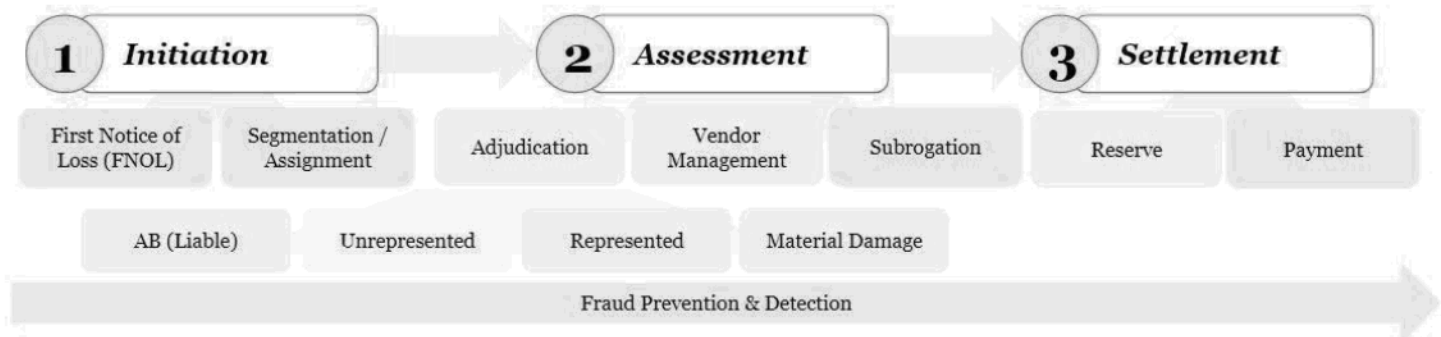 1 Initiation
2 Assessment
3 Settlement
First Notice of
Loss (FNOL)
Segmentation /
Assignment
Adjudication
Vendor
Management
Subrogation
Reserve
Payment
AB (Liable)
Unrepresented
Represented
Material Damage
Fraud Prevention & Detection